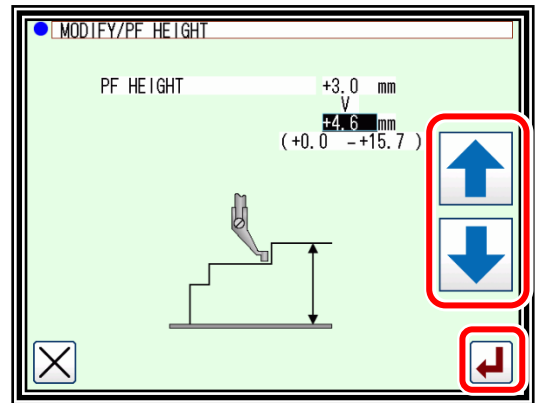 MODIFY/PF HEIGHT
PF HEIGHT +3.0 mm
V
+4.6 mm
(+0.0 -+15.7 )